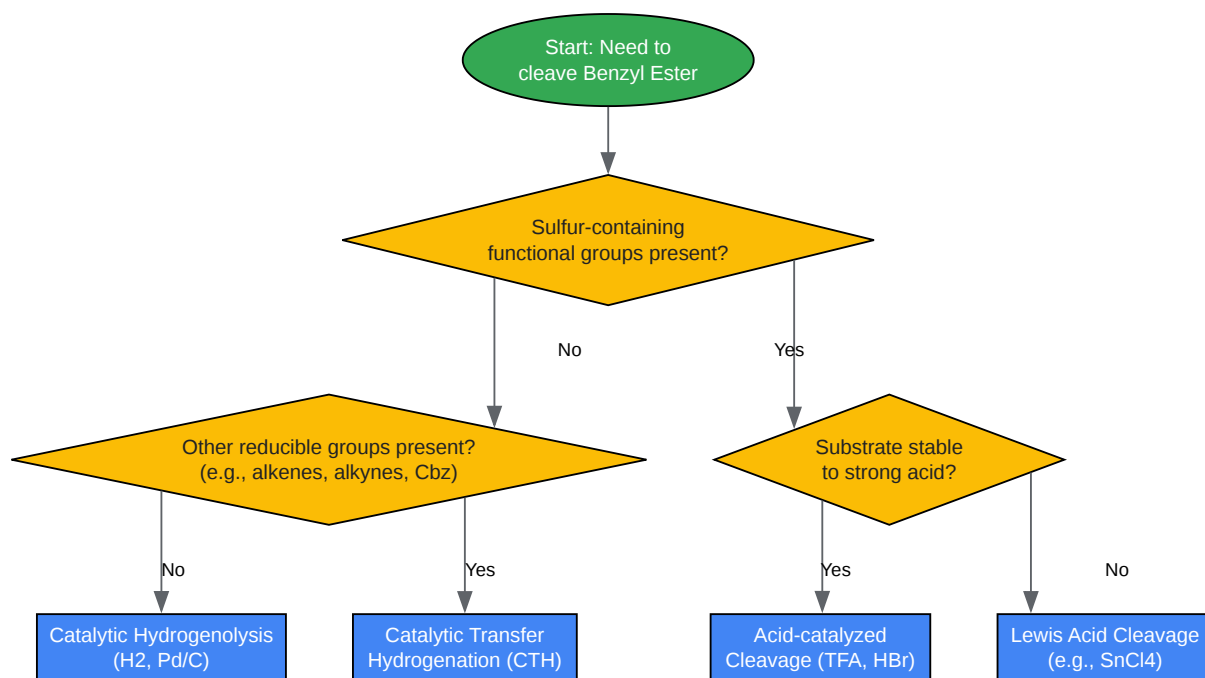 Start: Need to
cleave Benzyl Ester
Sulfur-containing
functional groups present?
No
Yes
Other reducible groups present?
(e.g., alkenes, alkynes, Cbz)
Substrate stable
to strong acid?
No
Yes
Yes
No
Catalytic Hydrogenolysis
(H2, Pd/C)
Catalytic Transfer
Hydrogenation (CTH)
Acid-catalyzed
Cleavage (TFA, HBr)
Lewis Acid Cleavage
(e.g., SnCl4)